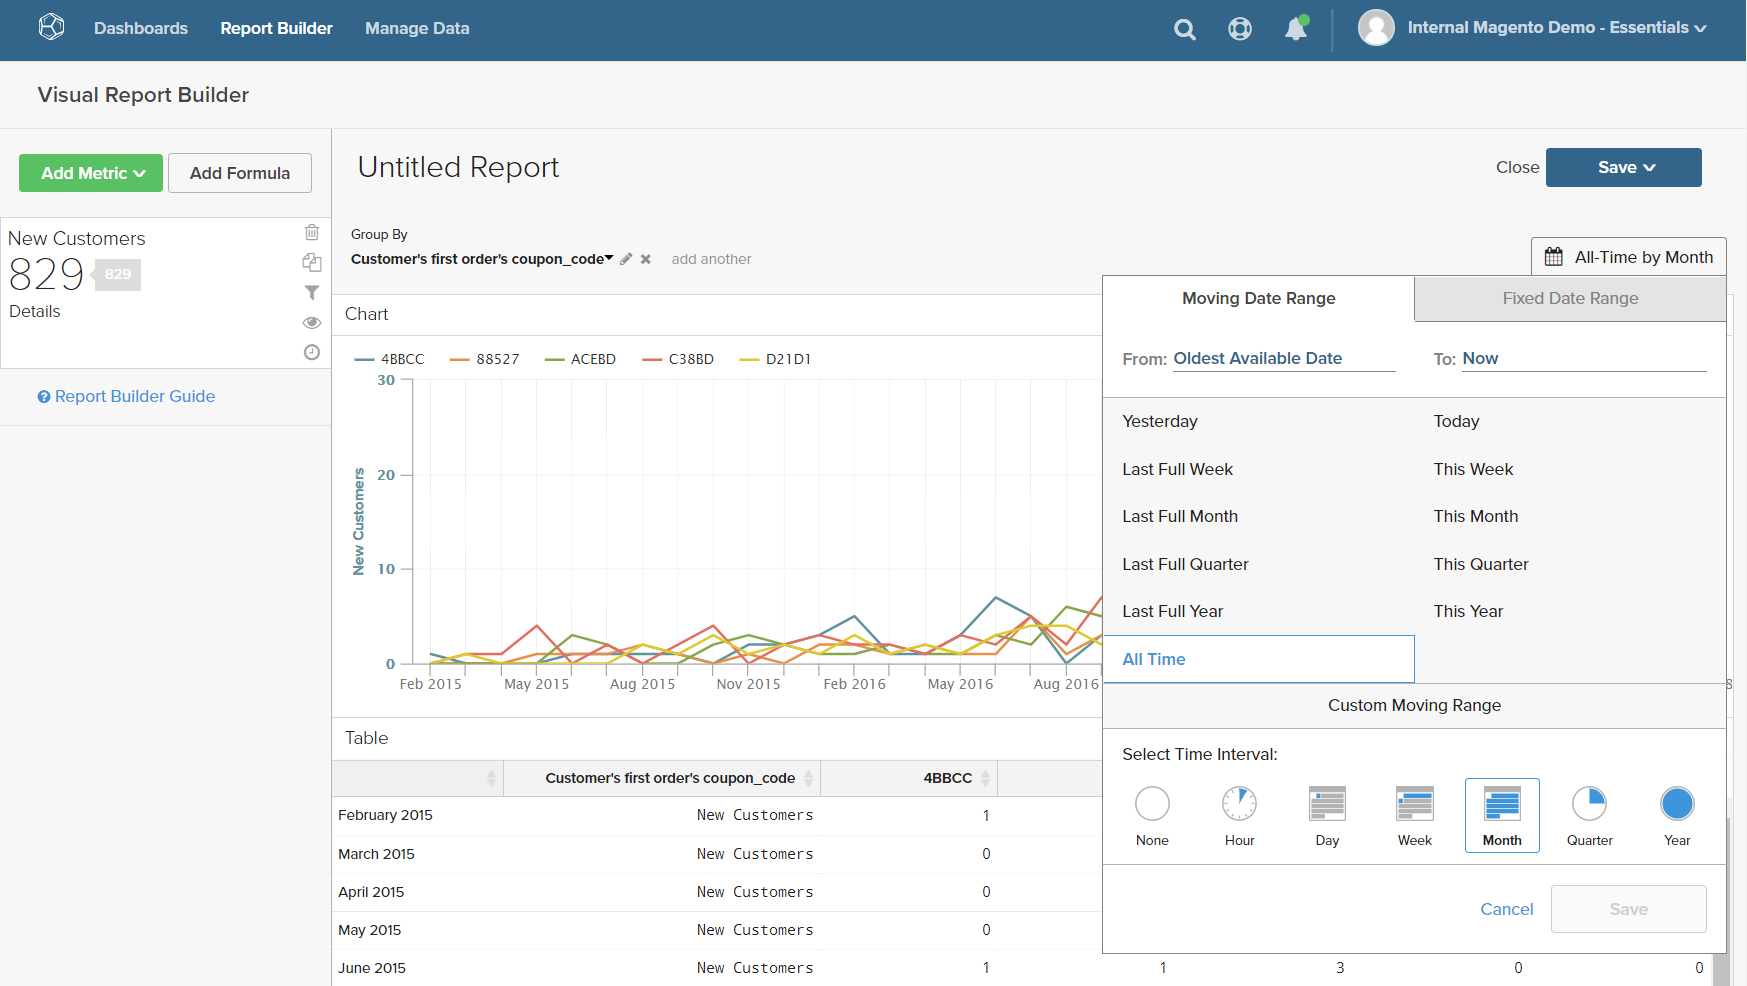 Dashboards Report Builder Manage Data Internal Magento Demo - Essentials
Visual Report Builder
Add Metric Add Formula
New Customers
829 829
Details
Report Builder Guide
Untitled Report
Close Save
Group By
Customer's first order's coupon_code add another
All-Time by Month
Chart
4BBCC 88527 ACEBD C38BD D21D1
New Customers
30
20
10
0
Feb 2015 May 2015 Aug 2015 Nov 2015 Feb 2016 May 2016 Aug 2016 8
Moving Date Range Fixed Date Range
From: Oldest Available Date To: Now
Yesterday Today
Last Full Week This Week
Last Full Month This Month
Last Full Quarter This Quarter
Last Full Year This Year
All Time
Custom Moving Range
Select Time Interval:
None Hour Day Week Month Quarter Year
Cancel Save
Table
Customer's first order's coupon_code 4BBCC
February 2015 New Customers 1
March 2015 New Customers 0
April 2015 New Customers 0
May 2015 New Customers 0
June 2015 New Customers 1 1 3 0 0